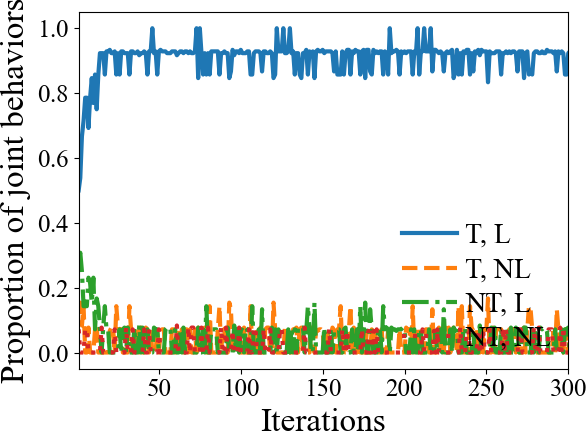 Proportion of joint behaviors
1.0
0.8
0.6
0.4
0.2
0.0
T, L
T, NL
NT, L
NT, NL
50
100
150
200
250
300
Iterations